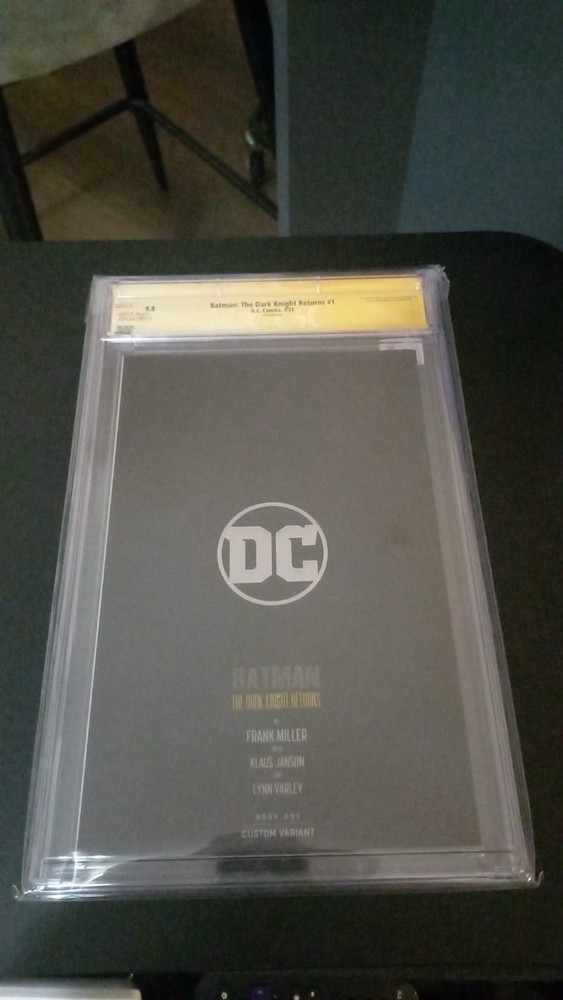 9.8
Batman: The Dark Knight Returns #1
D.C. Comics, 7/22
DC
BATMAN
THE DARK KNIGHT RETURNS
BY
FRANK MILLER
WITH
KLAUS JANSON
AND
LYNN VARLEY
BOOK ONE
CUSTOM VARIANT